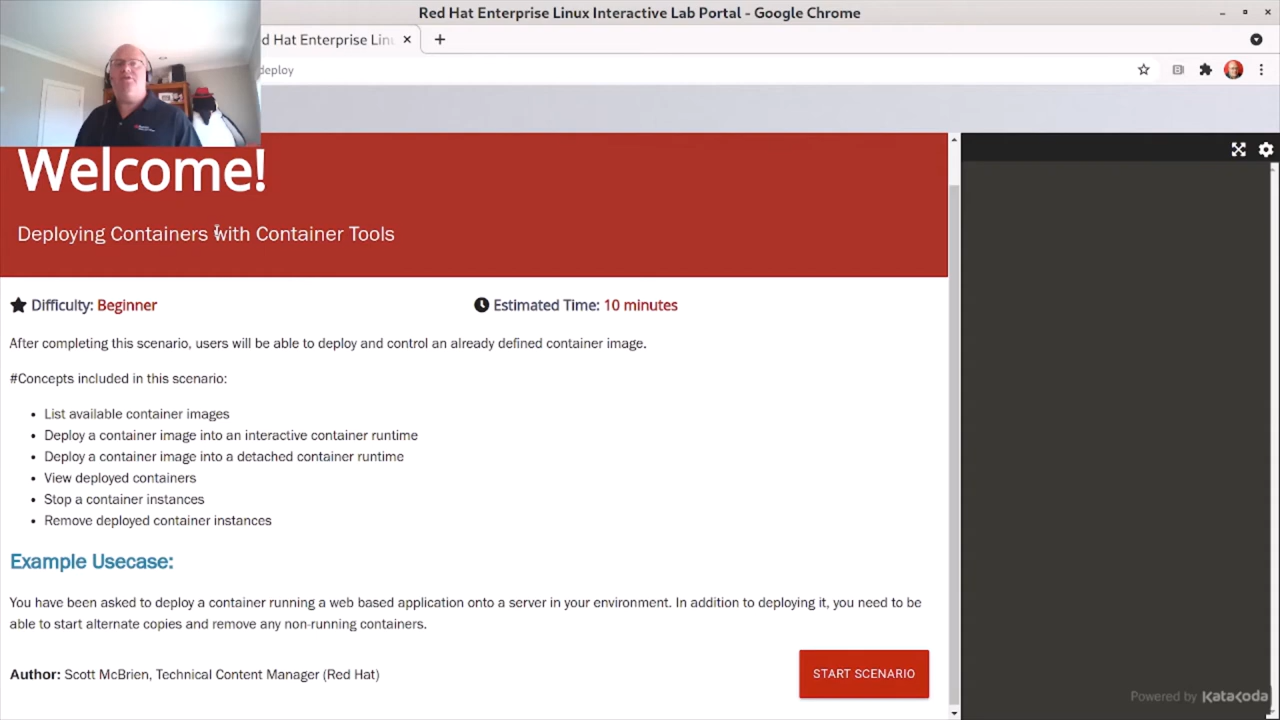 Red Hat Enterprise Linux Interactive Lab Portal - Google Chrome
d Hat Enterprise Lin
deploy
Welcome!
Deploying Containers with Container Tools
Difficulty: Beginner
Estimated Time: 10 minutes
After completing this scenario, users will be able to deploy and control an already defined container image.
#Concepts included in this scenario:
List available container images
Deploy a container image into an interactive container runtime
Deploy a container image into a detached container runtime
View deployed containers
Stop a container instances
Remove deployed container instances
Example Usecase:
You have been asked to deploy a container running a web based application onto a server in your environment. In addition to deploying it, you need to be
able to start alternate copies and remove any non-running containers.
Author: Scott McBrien, Technical Content Manager (Red Hat)
START SCENARIO
Powered by Katacoda